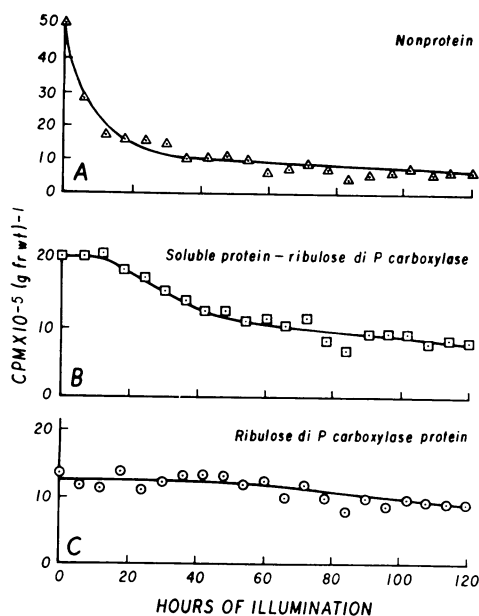 50
Nonprotein
40
30
20
10
A
0
CPM X 10-5 (g fr wt)-1
20
Soluble protein – ribulose di P carboxylase
10
B
0
20
Ribulose di P carboxylase protein
10
C
0
0 20 40 60 80 100 120
HOURS OF ILLUMINATION